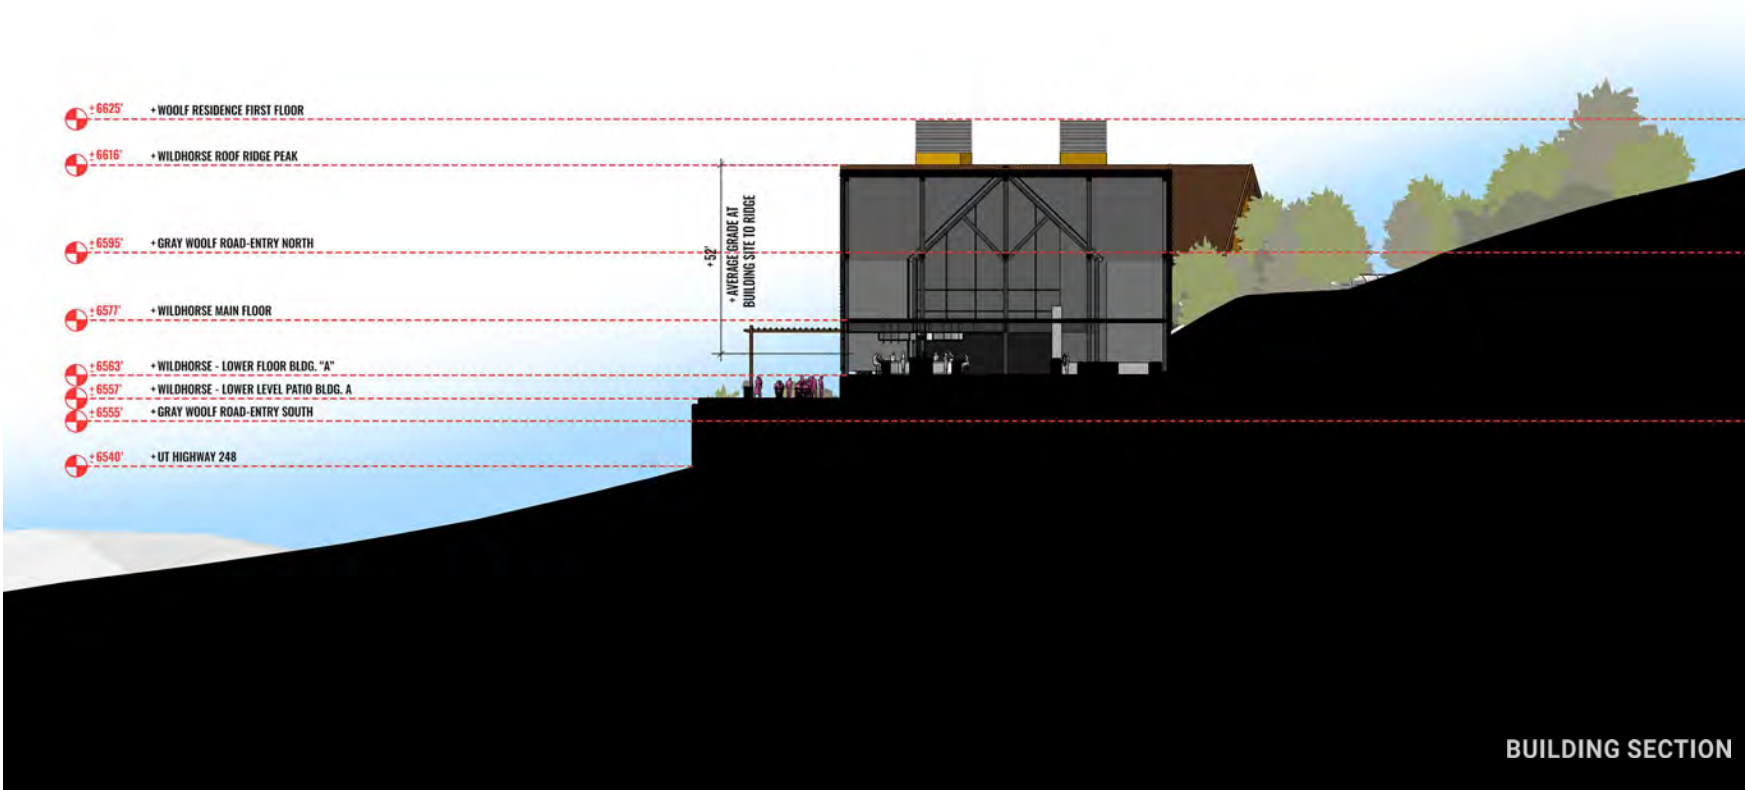 ±6625' +WOOLF RESIDENCE FIRST FLOOR
±6616' +WILDHORSE ROOF RIDGE PEAK
±6595' +GRAY WOOLF ROAD-ENTRY NORTH
+52'
+AVERAGE GRADE AT
BUILDING SITE TO RIDGE
±6577' +WILDHORSE MAIN FLOOR
±6563' +WILDHORSE - LOWER FLOOR BLDG. "A"
±6557' +WILDHORSE - LOWER LEVEL PATIO BLDG. A
±6555' +GRAY WOOLF ROAD-ENTRY SOUTH
±6540' +UT HIGHWAY 248
BUILDING SECTION